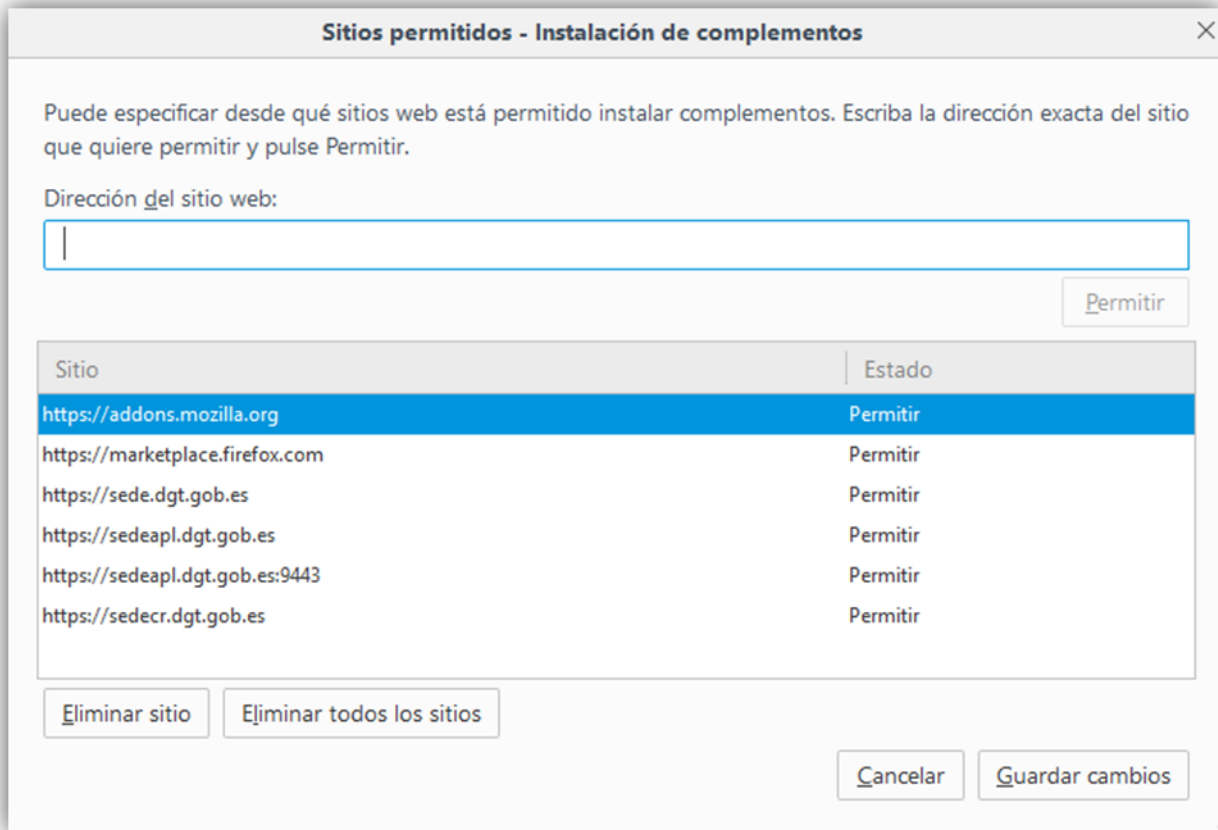 Sitios permitidos - Instalación de complementos
Puede especificar desde qué sitios web está permitido instalar complementos. Escriba la dirección exacta del sitio
que quiere permitir y pulse Permitir.
Dirección del sitio web:
Permitir
Sitio Estado
https://addons.mozilla.org Permitir
https://marketplace.firefox.com Permitir
https://sede.dgt.gob.es Permitir
https://sedeapl.dgt.gob.es Permitir
https://sedeapl.dgt.gob.es:9443 Permitir
https://sedecr.dgt.gob.es Permitir
Eliminar sitio Eliminar todos los sitios
Cancelar Guardar cambios